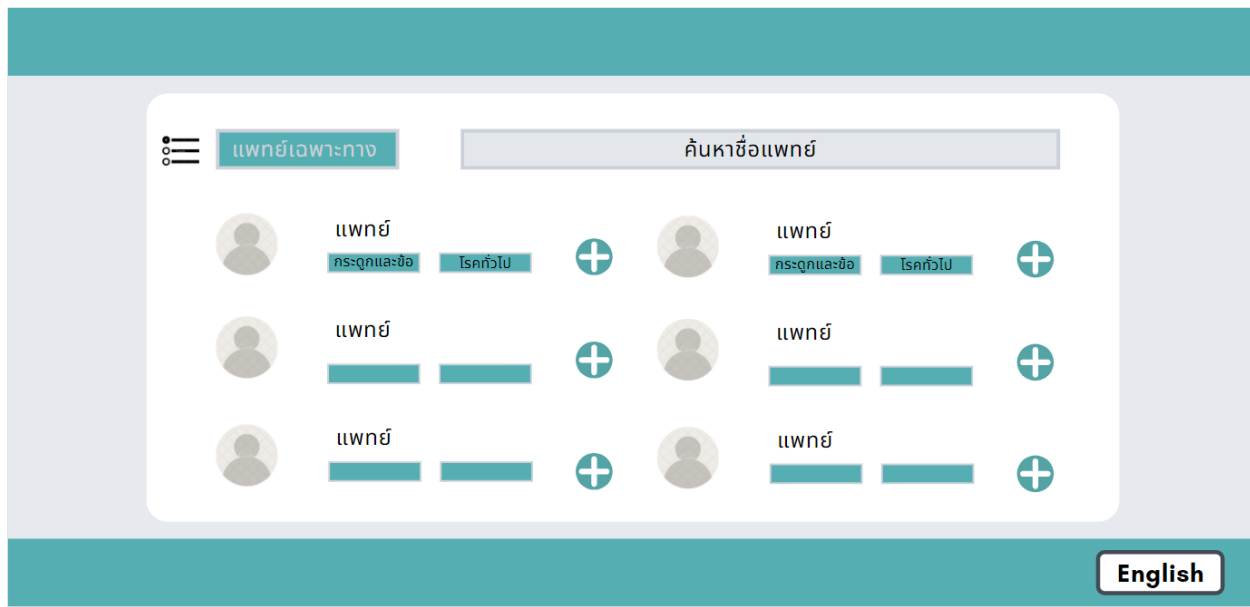 แพทย์เฉพาะทาง
ค้นหาชื่อแพทย์
แพทย์
กระดูกและข้อ โรคทั่วไป
แพทย์
กระดูกและข้อ โรคทั่วไป
แพทย์
แพทย์
แพทย์
แพทย์
English